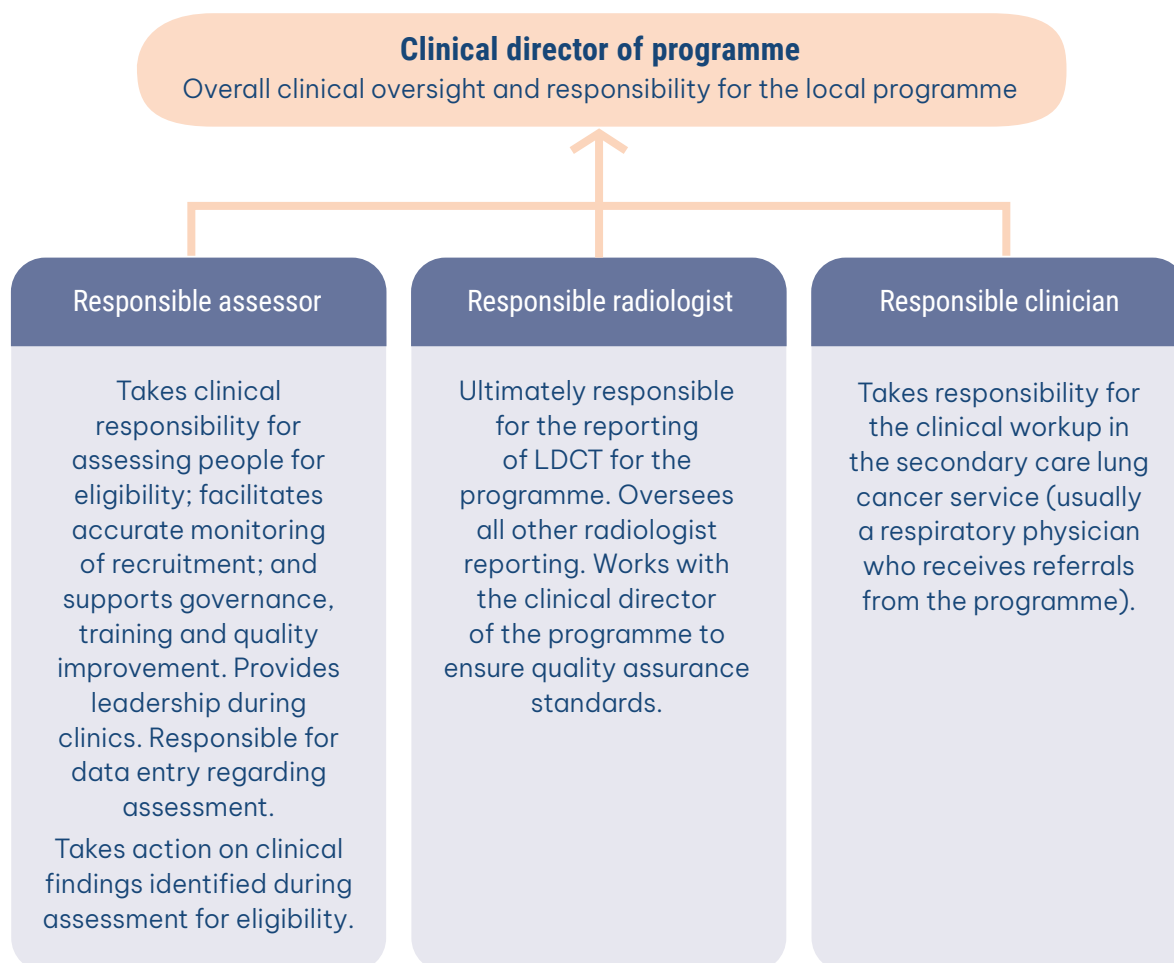 Clinical director of programme
Overall clinical oversight and responsibility for the local programme
Responsible assessor
Takes clinical
responsibility for
assessing people for
eligibility; facilitates
accurate monitoring
of recruitment; and
supports governance,
training and quality
improvement. Provides
leadership during
clinics. Responsible for
data entry regarding
assessment.
Takes action on clinical
findings identified during
assessment for eligibility.
Responsible radiologist
Ultimately responsible
for the reporting
of LDCT for the
programme. Oversees
all other radiologist
reporting. Works with
the clinical director
of the programme to
ensure quality assurance
standards.
Responsible clinician
Takes responsibility for
the clinical workup in
the secondary care lung
cancer service (usually
a respiratory physician
who receives referrals
from the programme).